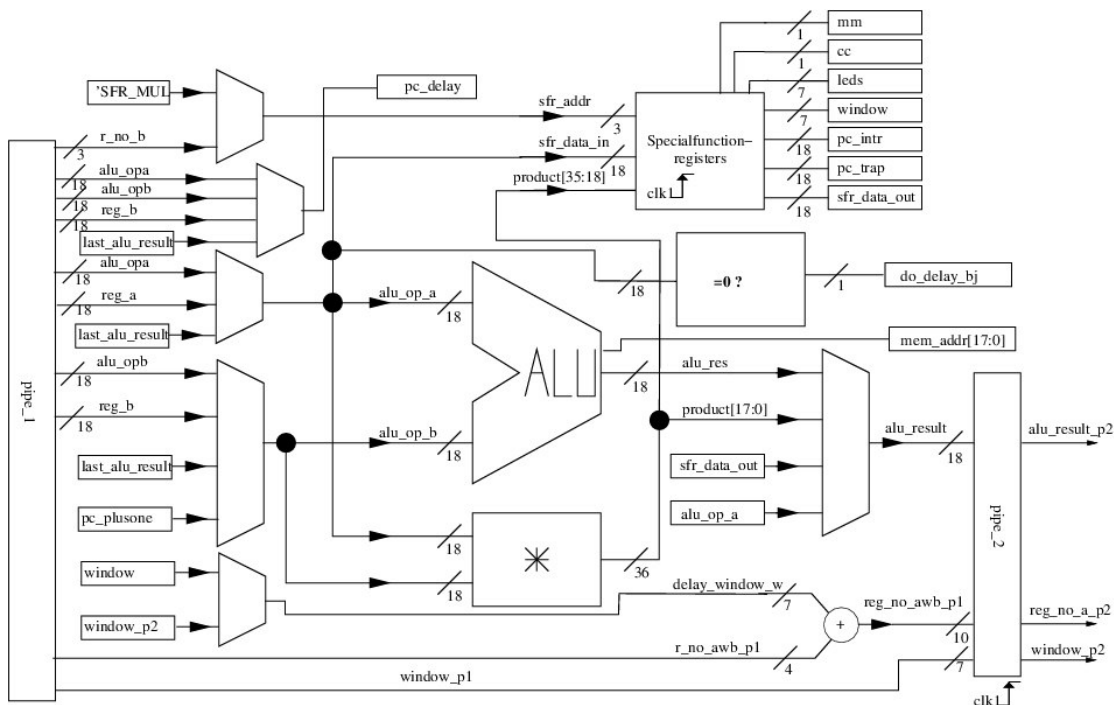 mm
1
cc
1
leds
7
window
7
pc_intr
18
pc_trap
18
sfr_data_out
18
'SFR_MUL
pc_delay
sfr_addr
3
Specialfunction–
registers
clk1
r_no_b
3
sfr_data_in
18
product[35:18]
alu_opa
18
alu_opb
18
reg_b
18
last_alu_result
alu_opa
18
reg_a
18
last_alu_result
18
=0 ?
1
do_delay_bj
alu_op_a
18
mem_addr[17:0]
ALU
alu_res
18
pipe_1
alu_opb
18
reg_b
18
last_alu_result
pc_plusone
alu_op_b
18
product[17:0]
sfr_data_out
alu_op_a
alu_result
18
alu_result_p2
pipe_2
18
18
36
window
window_p2
delay_window_w
7
+
reg_no_awb_p1
10
reg_no_a_p2
r_no_awb_p1
4
window_p1
7
window_p2
clk1